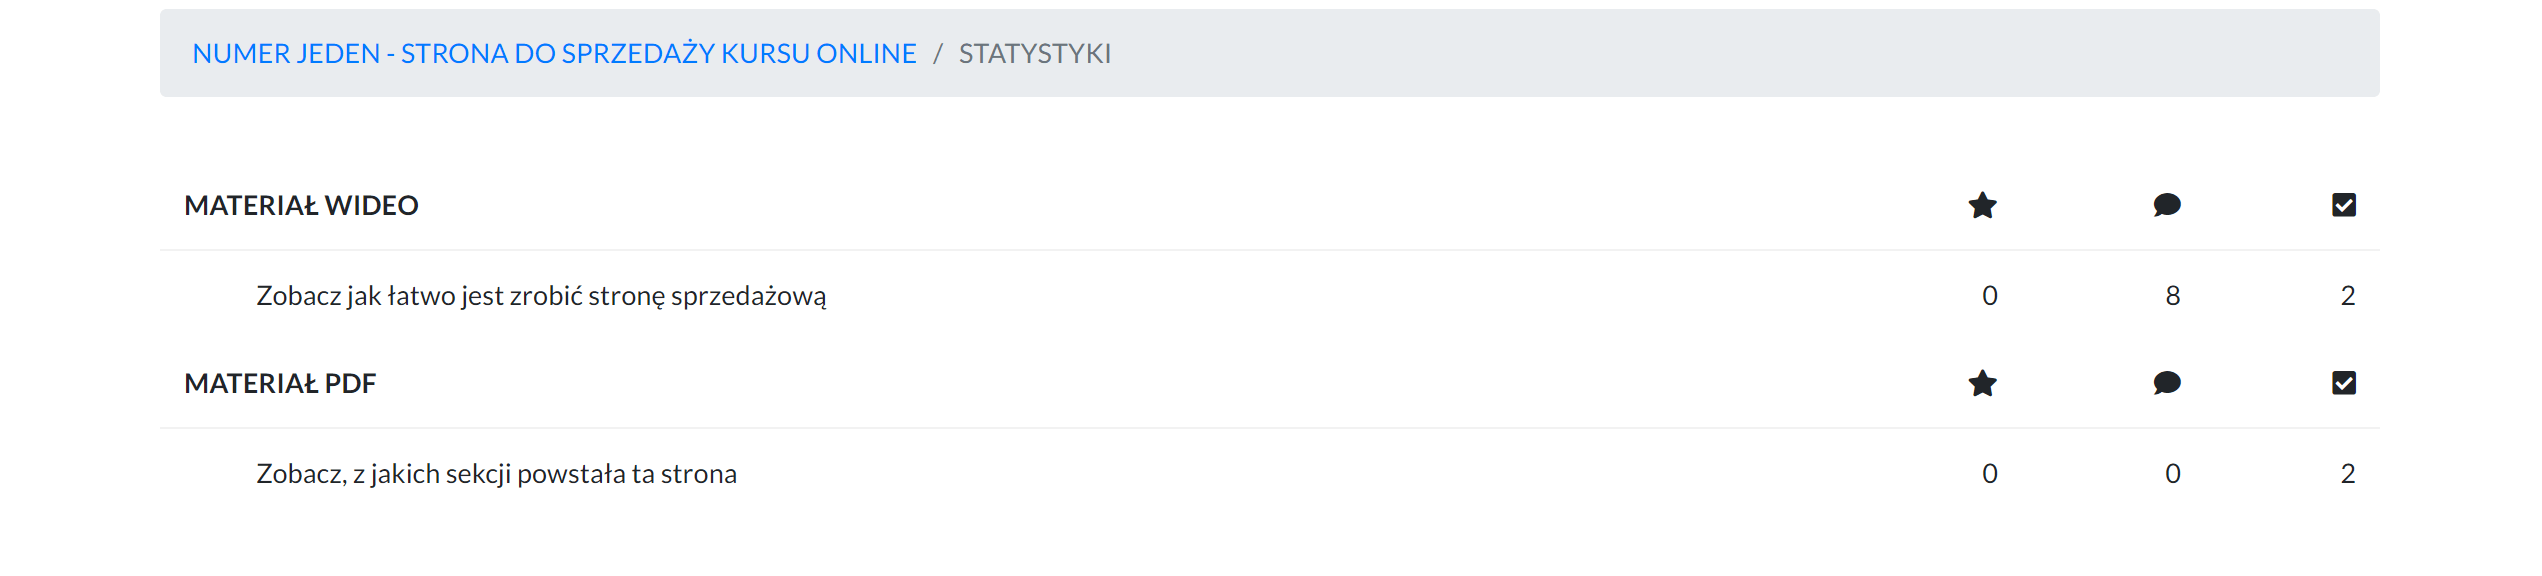 NUMER JEDEN - STRONA DO SPRZEDAŻY KURSU ONLINE / STATYSTYKI
MATERIAŁ WIDEO
Zobacz jak łatwo jest zrobić stronę sprzedażową 0 8 2
MATERIAŁ PDF
Zobacz, z jakich sekcji powstała ta strona 0 0 2